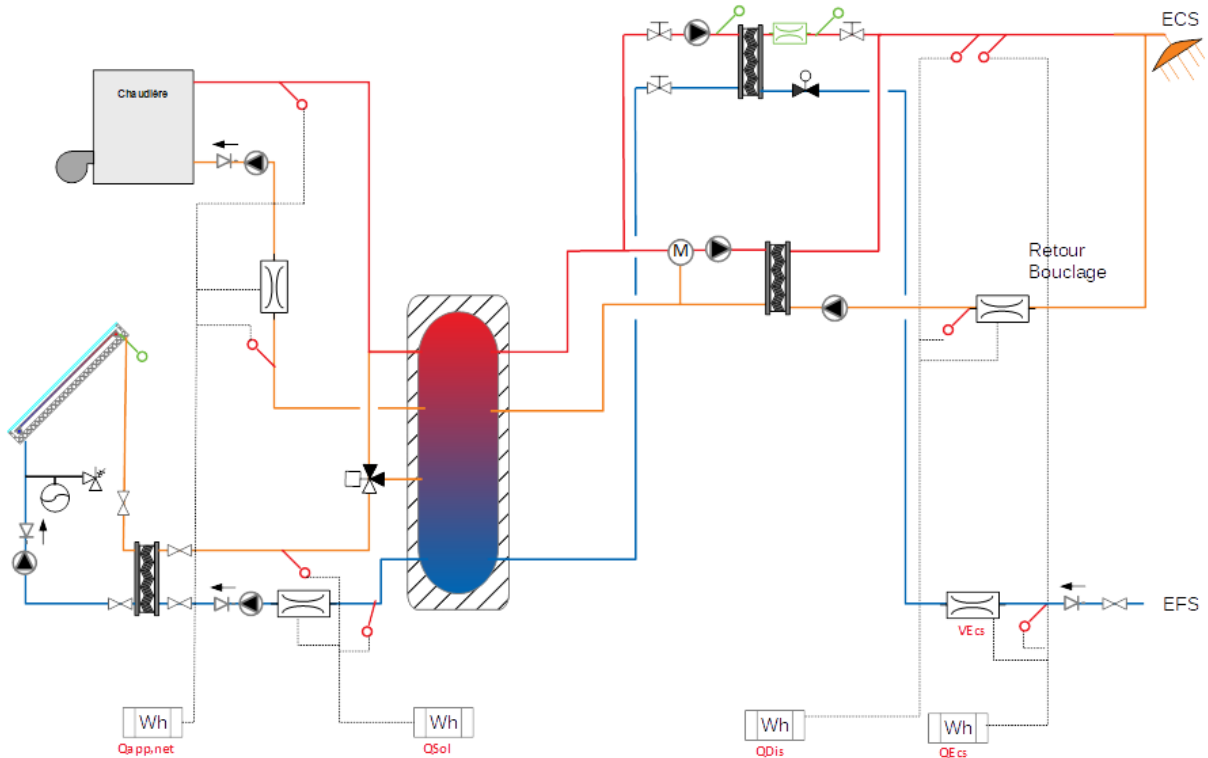 ECS
Chaudière
M
Retour
Bouclage
EFS
VEcs
Wh
Qapp,net
Wh
QSol
Wh
QDis
Wh
QEcs